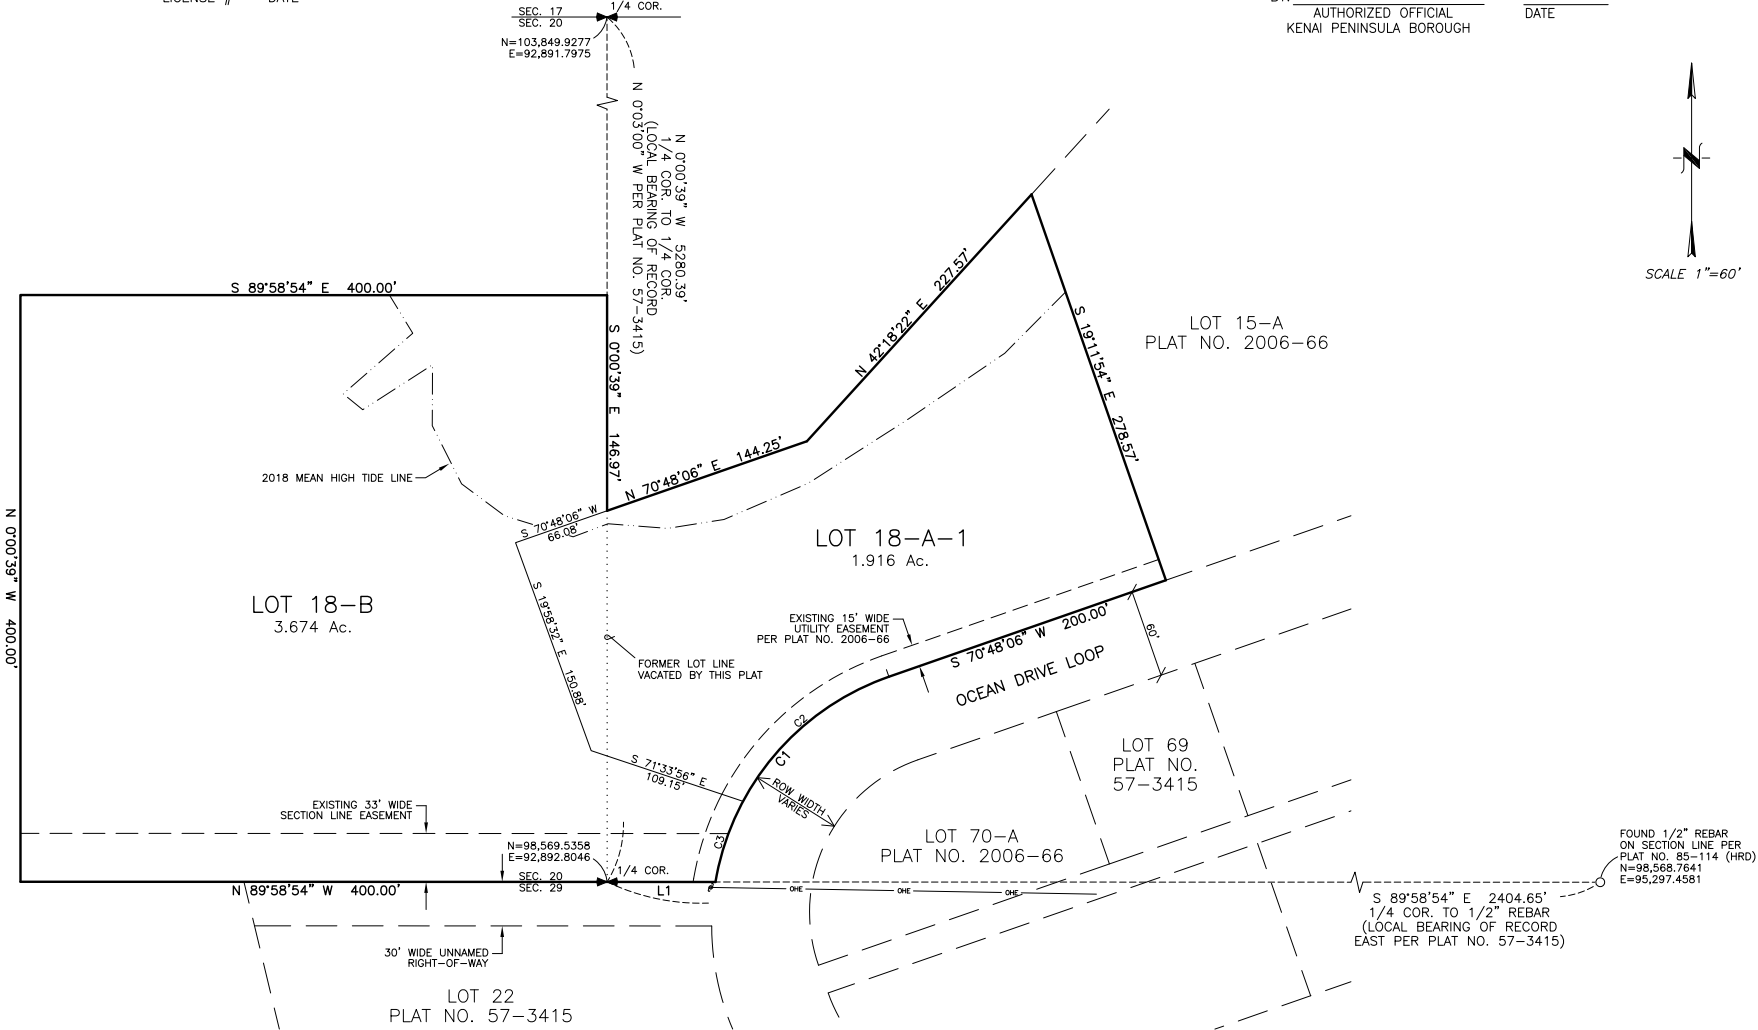 LICENSE # DATE
SEC. 17
SEC. 20
1/4 COR.
N=103,849.9277
E=92,891.7975
N 0°00'39" W 5280.39'
1/4 COR. TO 1/4 COR.
(LOCAL BEARING OF RECORD
N 0°03'00" W PER PLAT NO. 57-3415)
AUTHORIZED OFFICIAL
KENAI PENINSULA BOROUGH
DATE
N
SCALE 1"=60'
S 89°58'54" E 400.00'
S 0°00'39" E 146.97'
N 70°48'06" E 144.25'
N 42°18'22" E 227.57'
S 19°11'54" E 278.57'
LOT 15-A
PLAT NO. 2006-66
2018 MEAN HIGH TIDE LINE
S 70°48'06" W
66.08'
LOT 18-A-1
1.916 Ac.
N 0°00'39" W 400.00'
LOT 18-B
3.674 Ac.
S 19°58'32" E 150.88'
FORMER LOT LINE
VACATED BY THIS PLAT
EXISTING 15' WIDE
UTILITY EASEMENT
PER PLAT NO. 2006-66
S 70°48'06" W 200.00'
60'
OCEAN DRIVE LOOP
C2
C1
S 71°33'56" E
109.15'
ROW WIDTH
VARIES
LOT 69
PLAT NO.
57-3415
EXISTING 33' WIDE
SECTION LINE EASEMENT
C3
LOT 70-A
PLAT NO. 2006-66
N=98,569.5358
E=92,892.8046
1/4 COR.
SEC. 20
SEC. 29
N 89°58'54" W 400.00'
L1
OHE OHE OHE
FOUND 1/2" REBAR
ON SECTION LINE PER
PLAT NO. 85-114 (HRD)
N=98,568.7641
E=95,297.4581
S 89°58'54" E 2404.65'
1/4 COR. TO 1/2" REBAR
(LOCAL BEARING OF RECORD
EAST PER PLAT NO. 57-3415)
30' WIDE UNNAMED
RIGHT-OF-WAY
LOT 22
PLAT NO. 57-3415